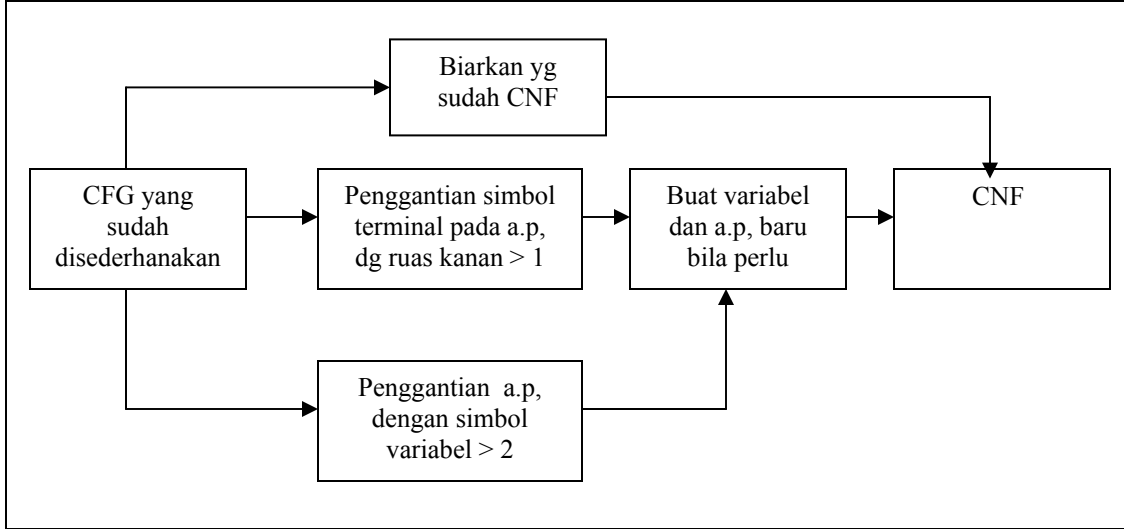 Biarkan yg
sudah CNF
CFG yang
sudah
disederhanakan
Penggantian simbol
terminal pada a.p,
dg ruas kanan > 1
Buat variabel
dan a.p, baru
bila perlu
CNF
Penggantian a.p,
dengan simbol
variabel > 2